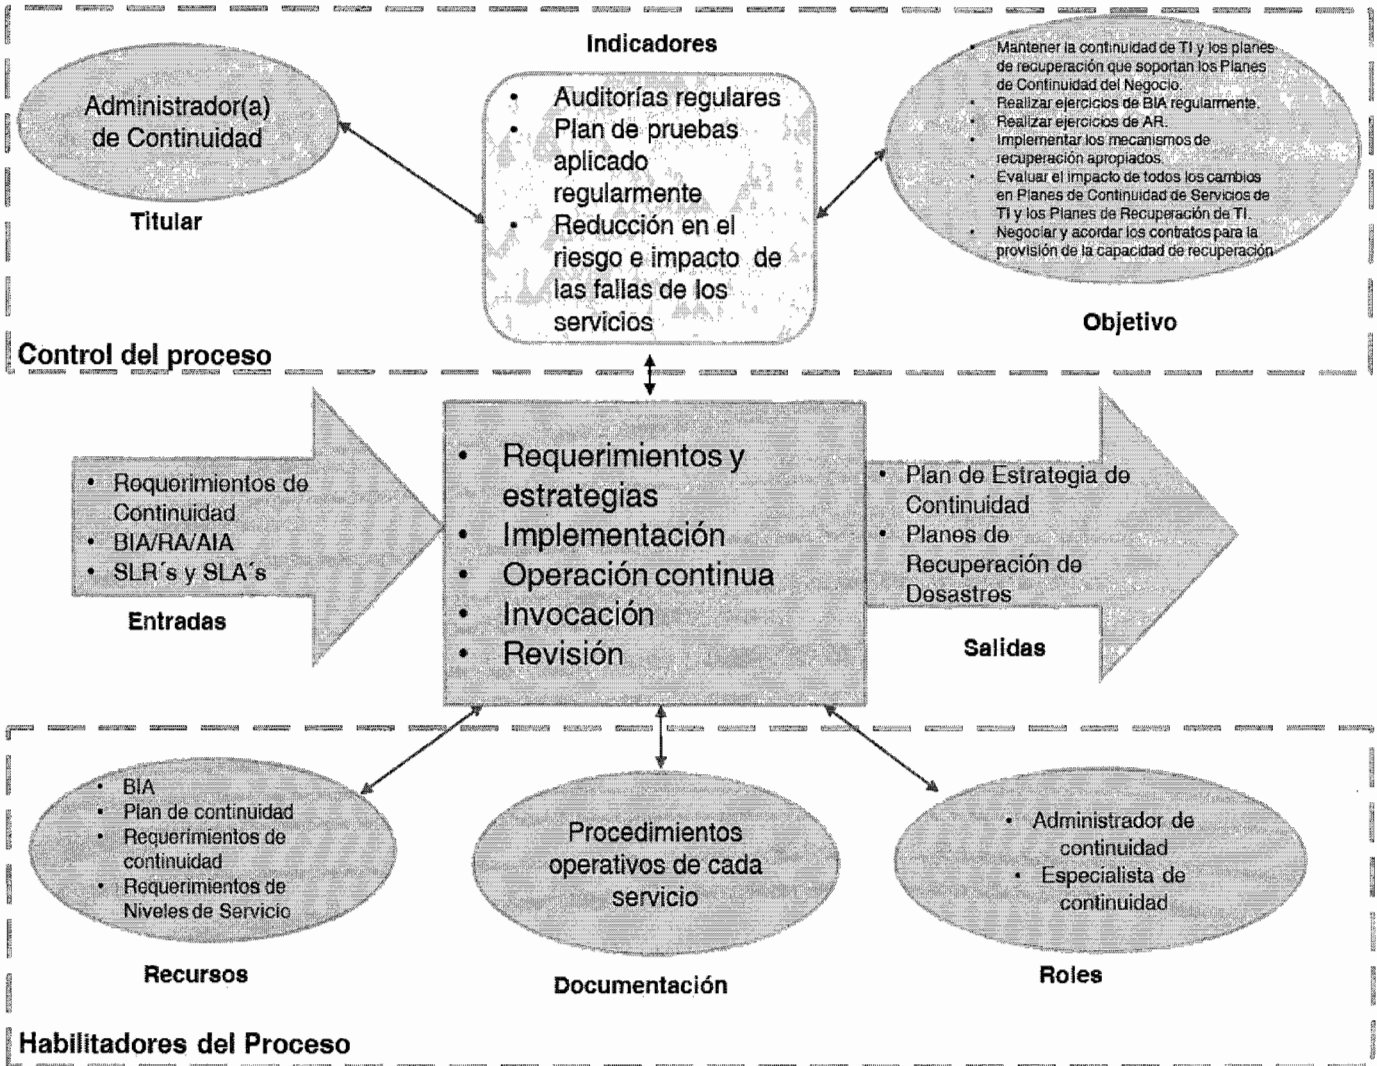 Indicadores
Administrador(a)
de Continuidad
Titular
• Auditorías regulares
• Plan de pruebas
aplicado
regularmente
• Reducción en el
riesgo e impacto de
las fallas de los
servicios
• Mantener la continuidad de TI y los planes
de recuperación que soportan los Planes
de Continuidad del Negocio.
• Realizar ejercicios de BIA regularmente.
• Realizar ejercicios de AR.
• Implementar los mecanismos de
recuperación apropiados.
• Evaluar el impacto de todos los cambios
en Planes de Continuidad de Servicios de
TI y los Planes de Recuperación de TI.
• Negociar y acordar los contratos para la
provisión de la capacidad de recuperación
Objetivo
Control del proceso
• Requerimientos de
Continuidad
• BIA/RA/AIA
• SLR´s y SLA´s
Entradas
• Requerimientos y
estrategias
• Implementación
• Operación continua
• Invocación
• Revisión
• Plan de Estrategia de
Continuidad
• Planes de
Recuperación de
Desastres
Salidas
• BIA
• Plan de continuidad
• Requerimientos de
continuidad
• Requerimientos de
Niveles de Servicio
Recursos
Procedimientos
operativos de cada
servicio
Documentación
• Administrador de
continuidad
• Especialista de
continuidad
Roles
Habilitadores del Proceso